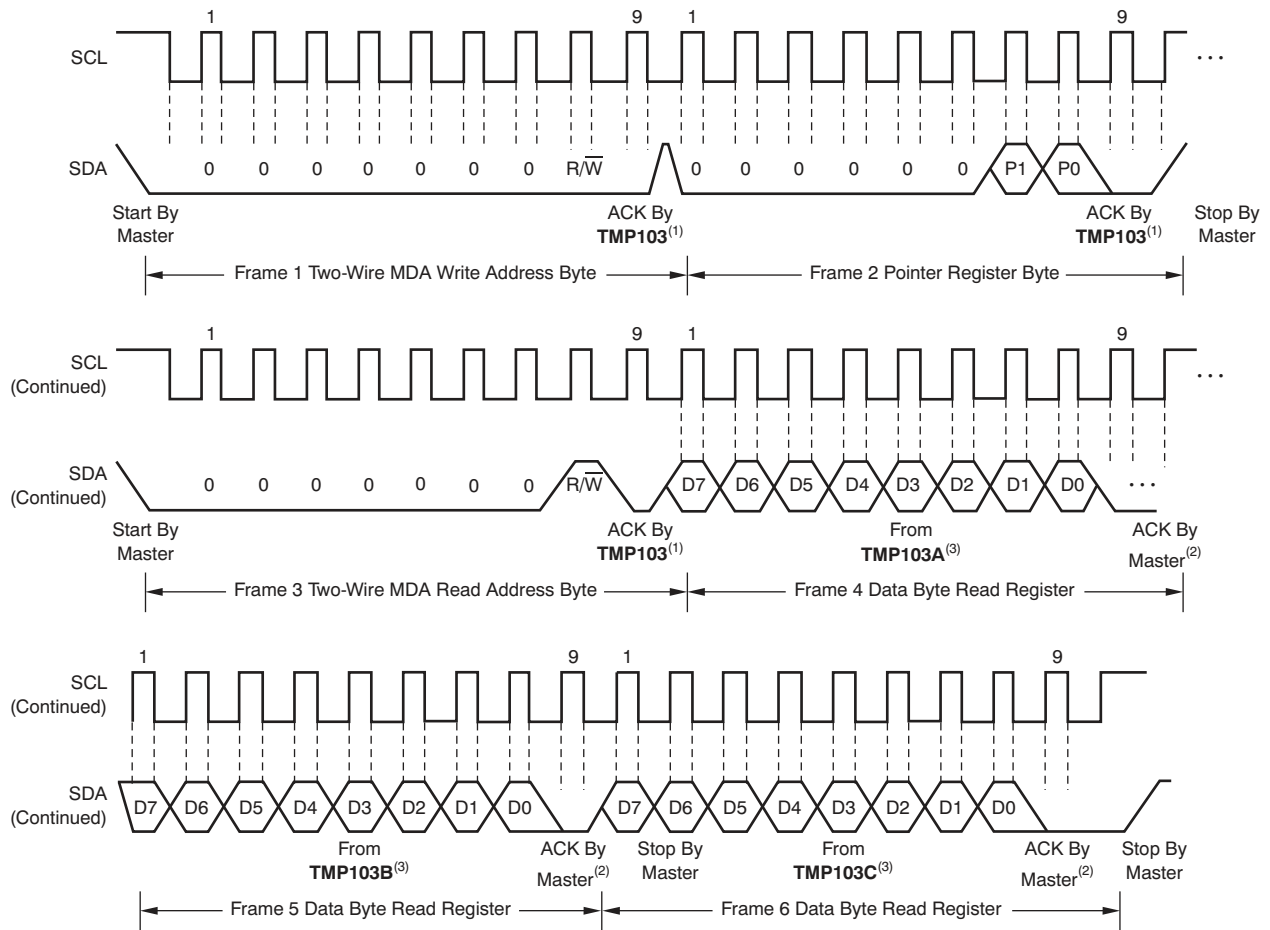 1 9 1 9
SCL ···
SDA 0 0 0 0 0 0 0 R/W̅ 0 0 0 0 0 0 P1 P0
Start By Master ACK By TMP103(1) ACK By TMP103(1) Stop By Master
Frame 1 Two-Wire MDA Write Address Byte Frame 2 Pointer Register Byte
1 9 1 9
SCL (Continued) ···
SDA (Continued) 0 0 0 0 0 0 0 R/W̅ D7 D6 D5 D4 D3 D2 D1 D0 ···
Start By Master ACK By TMP103(1) From TMP103A(3) ACK By Master(2)
Frame 3 Two-Wire MDA Read Address Byte Frame 4 Data Byte Read Register
1 9 1 9
SCL (Continued)
SDA (Continued) D7 D6 D5 D4 D3 D2 D1 D0 D7 D6 D5 D4 D3 D2 D1 D0
From TMP103B(3) ACK By Master(2) Stop By Master From TMP103C(3) ACK By Master(2) Stop By Master
Frame 5 Data Byte Read Register Frame 6 Data Byte Read Register